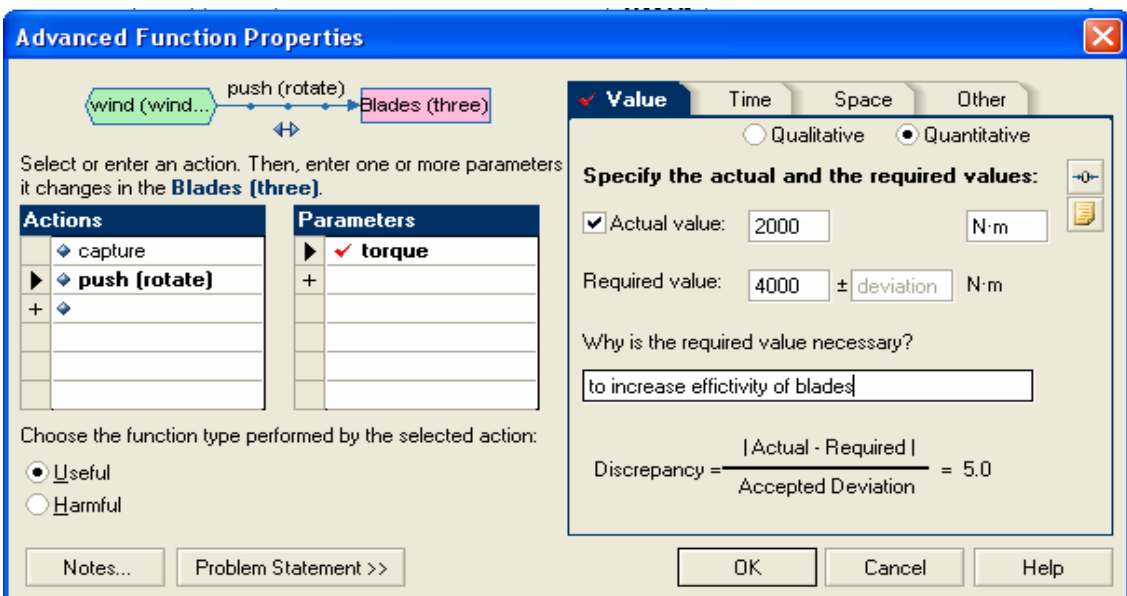 Advanced Function Properties
push (rotate)
wind (wind...
Blades (three)
Select or enter an action. Then, enter one or more parameters
it changes in the Blades (three).
Actions
Parameters
capture
torque
push (rotate)
+
+
Choose the function type performed by the selected action:
Useful
Harmful
Notes...
Problem Statement >>
Value
Time
Space
Other
Qualitative
Quantitative
Specify the actual and the required values:
Actual value:
2000
N·m
Required value:
4000
± deviation
N·m
Why is the required value necessary?
to increase effictivity of blades
Discrepancy = | Actual - Required | = 5.0
Accepted Deviation
OK
Cancel
Help